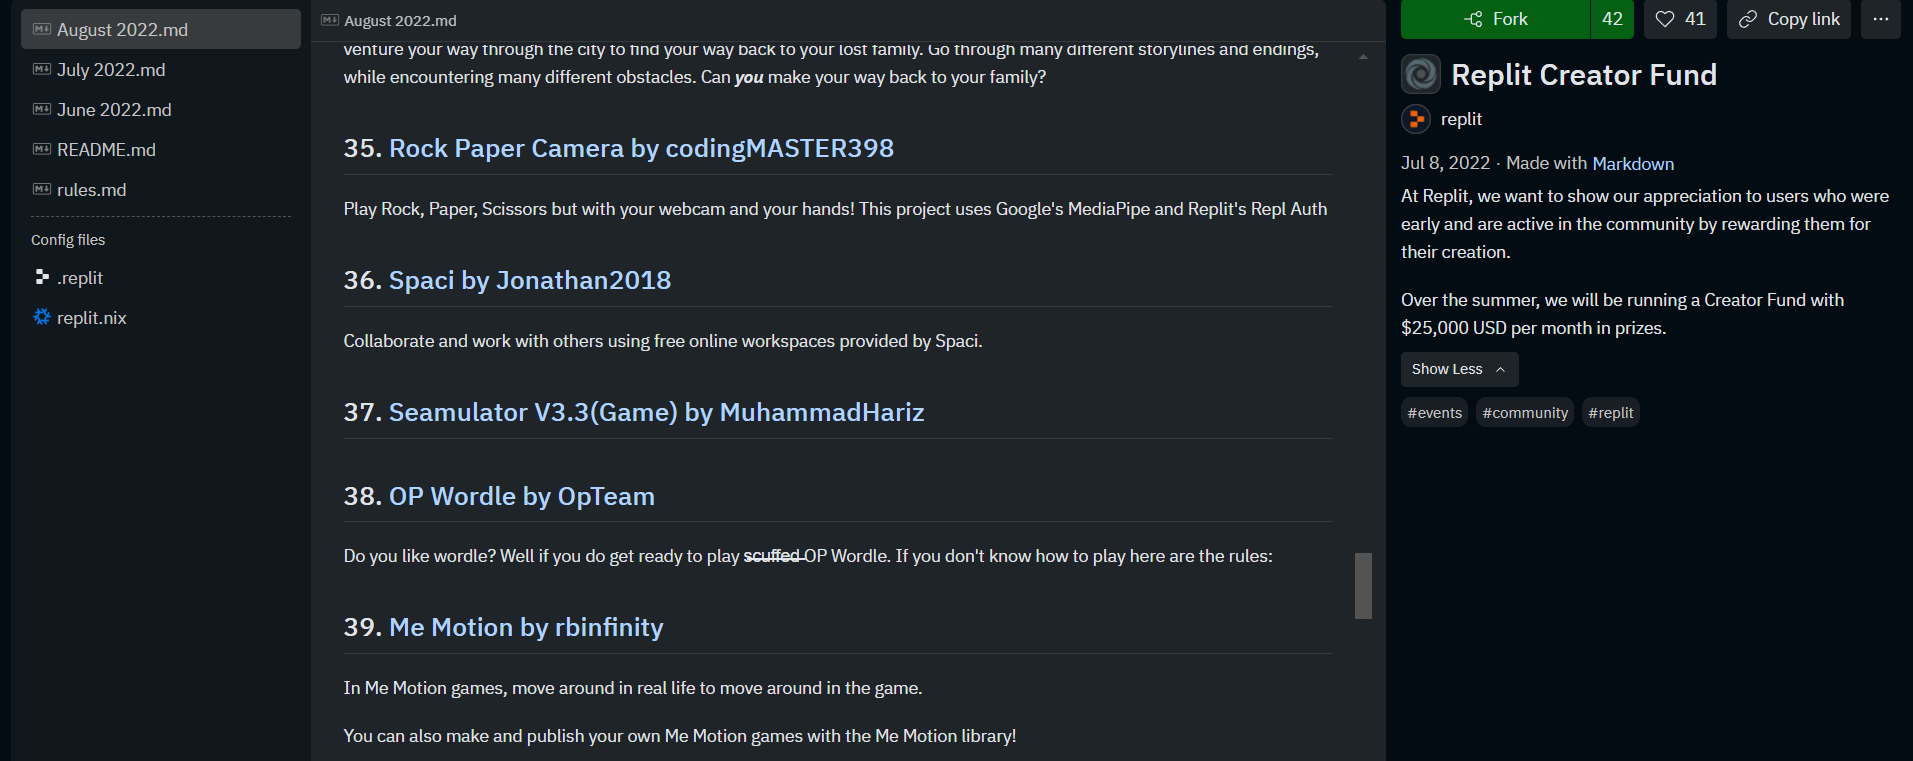 August 2022.md
July 2022.md
June 2022.md
README.md
rules.md
Config files
.replit
replit.nix
August 2022.md
venture your way through the city to find your way back to your lost family. Go through many different storylines and endings,
while encountering many different obstacles. Can you make your way back to your family?
35. Rock Paper Camera by codingMASTER398
Play Rock, Paper, Scissors but with your webcam and your hands! This project uses Google's MediaPipe and Replit's Repl Auth
36. Spaci by Jonathan2018
Collaborate and work with others using free online workspaces provided by Spaci.
37. Seamulator V3.3(Game) by MuhammadHariz
38. OP Wordle by OpTeam
Do you like wordle? Well if you do get ready to play scuffed OP Wordle. If you don't know how to play here are the rules:
39. Me Motion by rbinfinity
In Me Motion games, move around in real life to move around in the game.
You can also make and publish your own Me Motion games with the Me Motion library!
Fork 42 41 Copy link
Replit Creator Fund
replit
Jul 8, 2022 · Made with Markdown
At Replit, we want to show our appreciation to users who were
early and are active in the community by rewarding them for
their creation.
Over the summer, we will be running a Creator Fund with
$25,000 USD per month in prizes.
Show Less
#events #community #replit